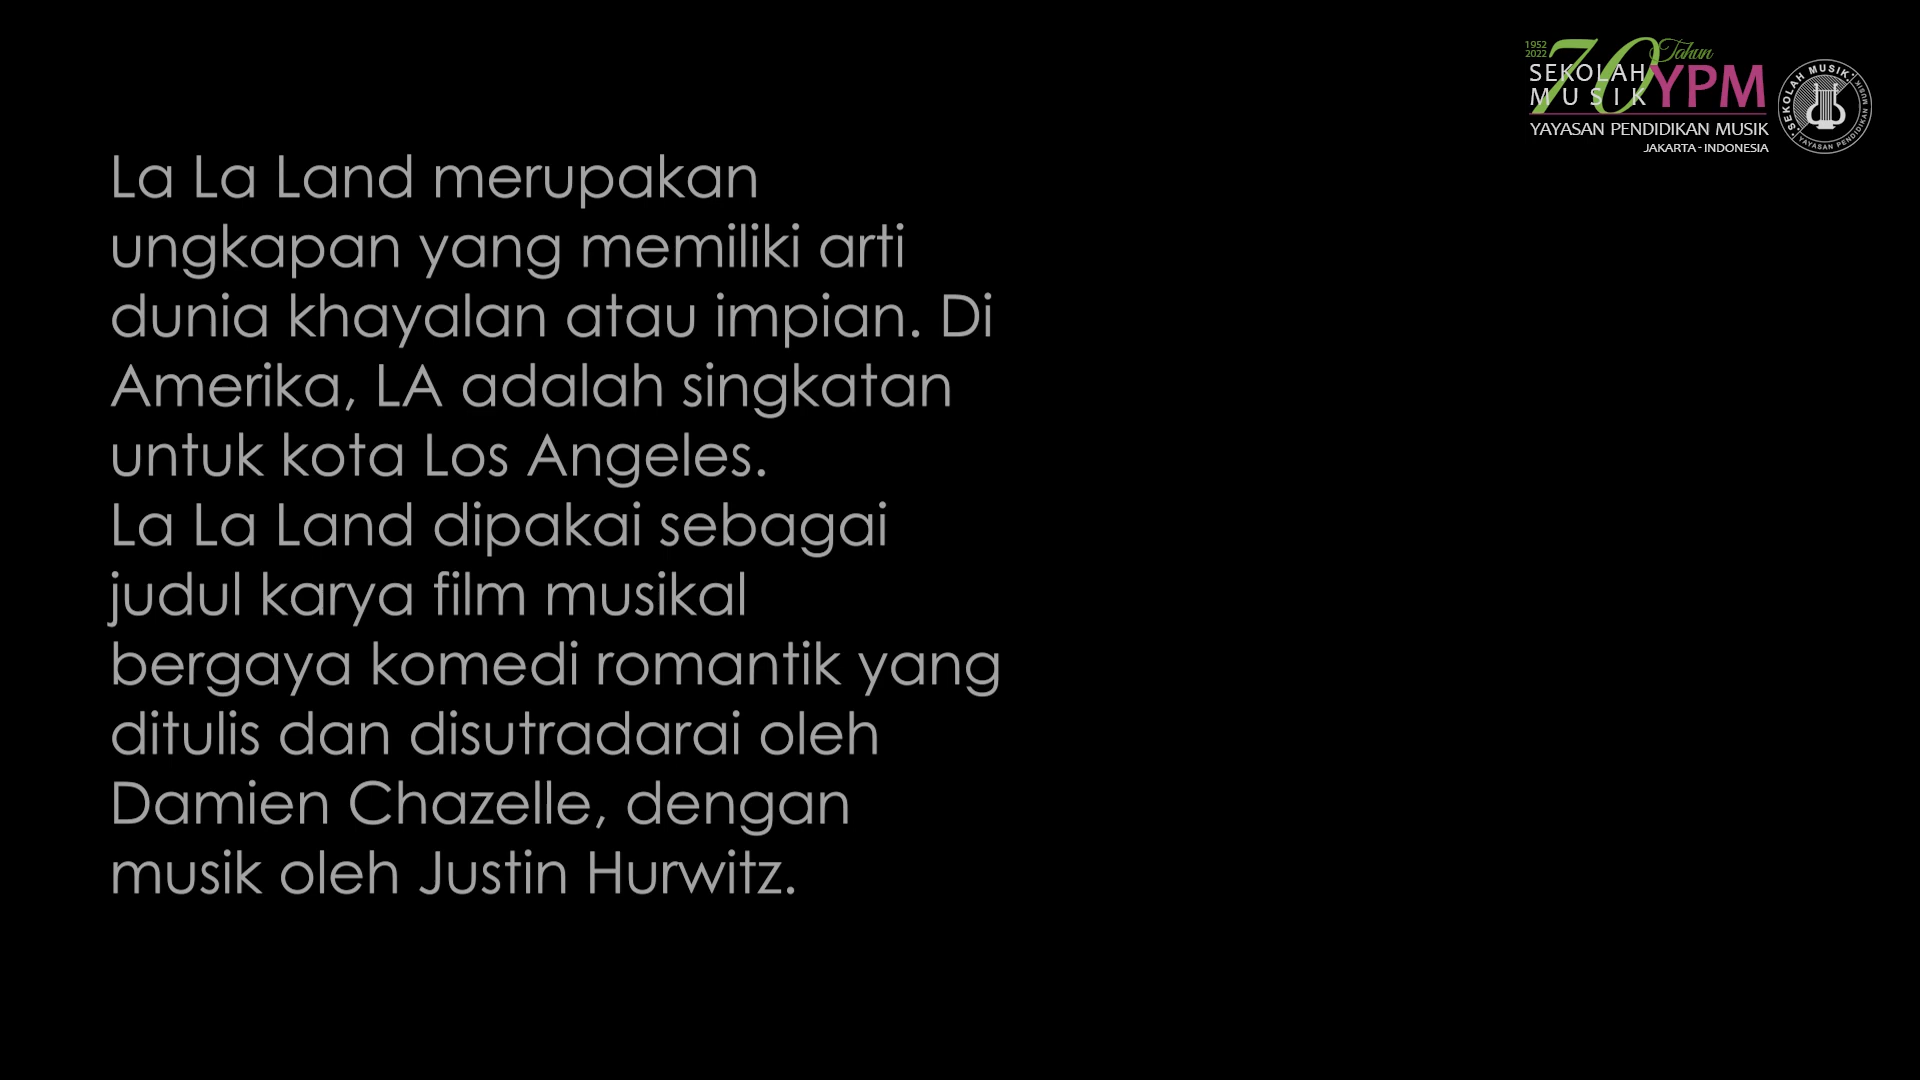 1952
2022
70 Tahun
SEKOLAH
MUSIK
YPM
YAYASAN PENDIDIKAN MUSIK
JAKARTA - INDONESIA
SEKOLAH MUSIK
YAYASAN PENDIDIKAN MUSIK
La La Land merupakan
ungkapan yang memiliki arti
dunia khayalan atau impian. Di
Amerika, LA adalah singkatan
untuk kota Los Angeles.
La La Land dipakai sebagai
judul karya film musikal
bergaya komedi romantik yang
ditulis dan disutradarai oleh
Damien Chazelle, dengan
musik oleh Justin Hurwitz.